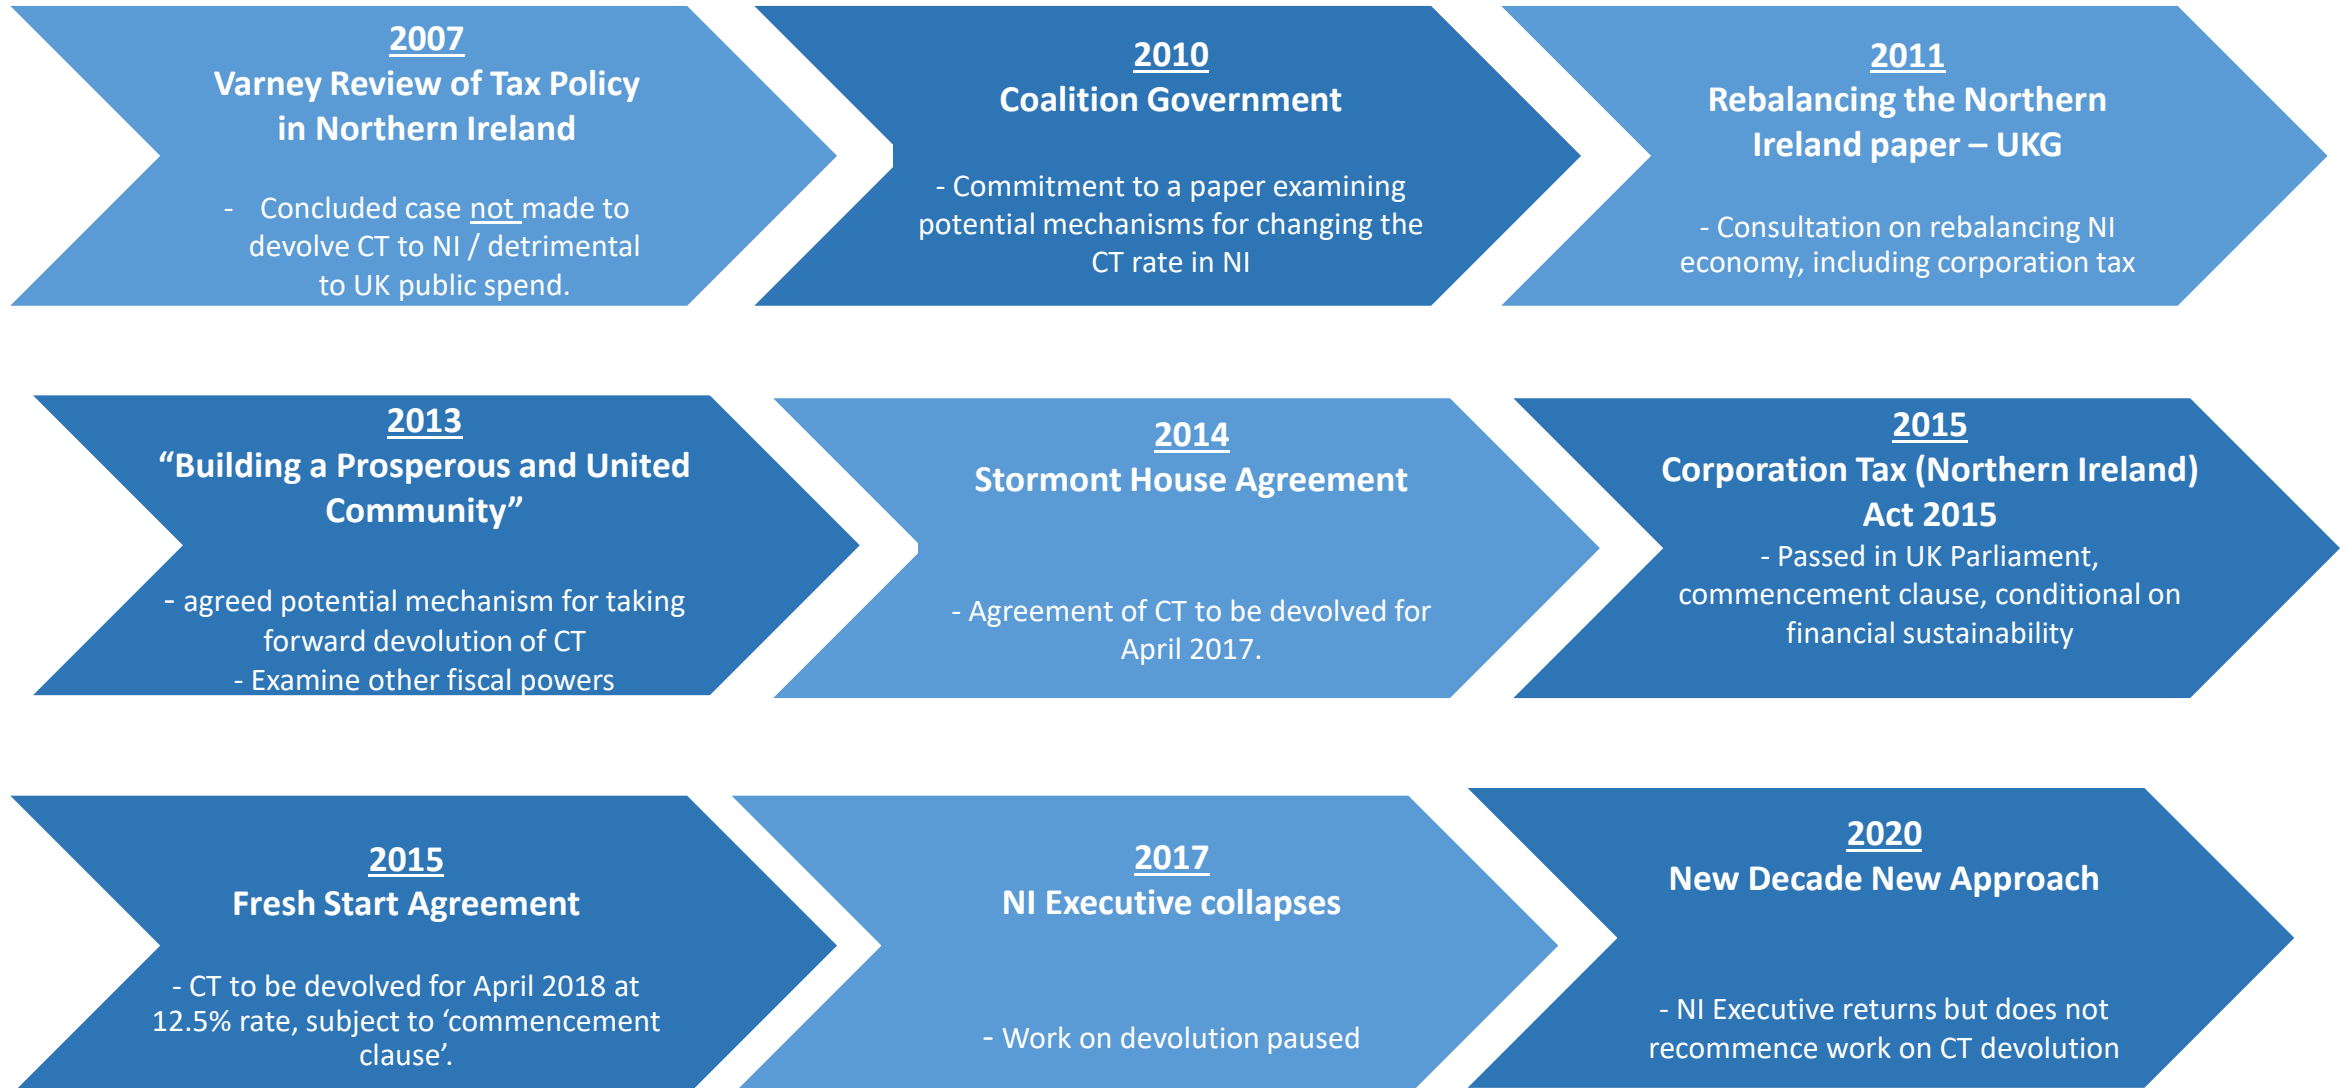 2007
Varney Review of Tax Policy
in Northern Ireland
- Concluded case not made to
devolve CT to NI / detrimental
to UK public spend.
2010
Coalition Government
- Commitment to a paper examining
potential mechanisms for changing the
CT rate in NI
2011
Rebalancing the Northern
Ireland paper – UKG
- Consultation on rebalancing NI
economy, including corporation tax
2013
“Building a Prosperous and United
Community”
- agreed potential mechanism for taking
forward devolution of CT
- Examine other fiscal powers
2014
Stormont House Agreement
- Agreement of CT to be devolved for
April 2017.
2015
Corporation Tax (Northern Ireland)
Act 2015
- Passed in UK Parliament,
commencement clause, conditional on
financial sustainability
2015
Fresh Start Agreement
- CT to be devolved for April 2018 at
12.5% rate, subject to ‘commencement
clause’.
2017
NI Executive collapses
- Work on devolution paused
2020
New Decade New Approach
- NI Executive returns but does not
recommence work on CT devolution